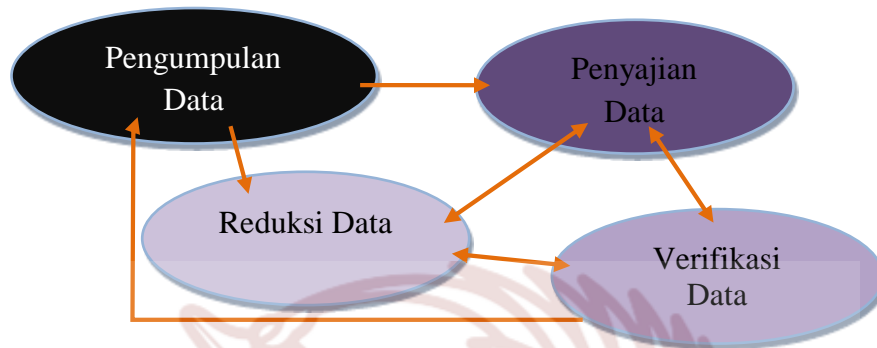 Pengumpulan
Data
Penyajian
Data
Reduksi Data
Verifikasi
Data